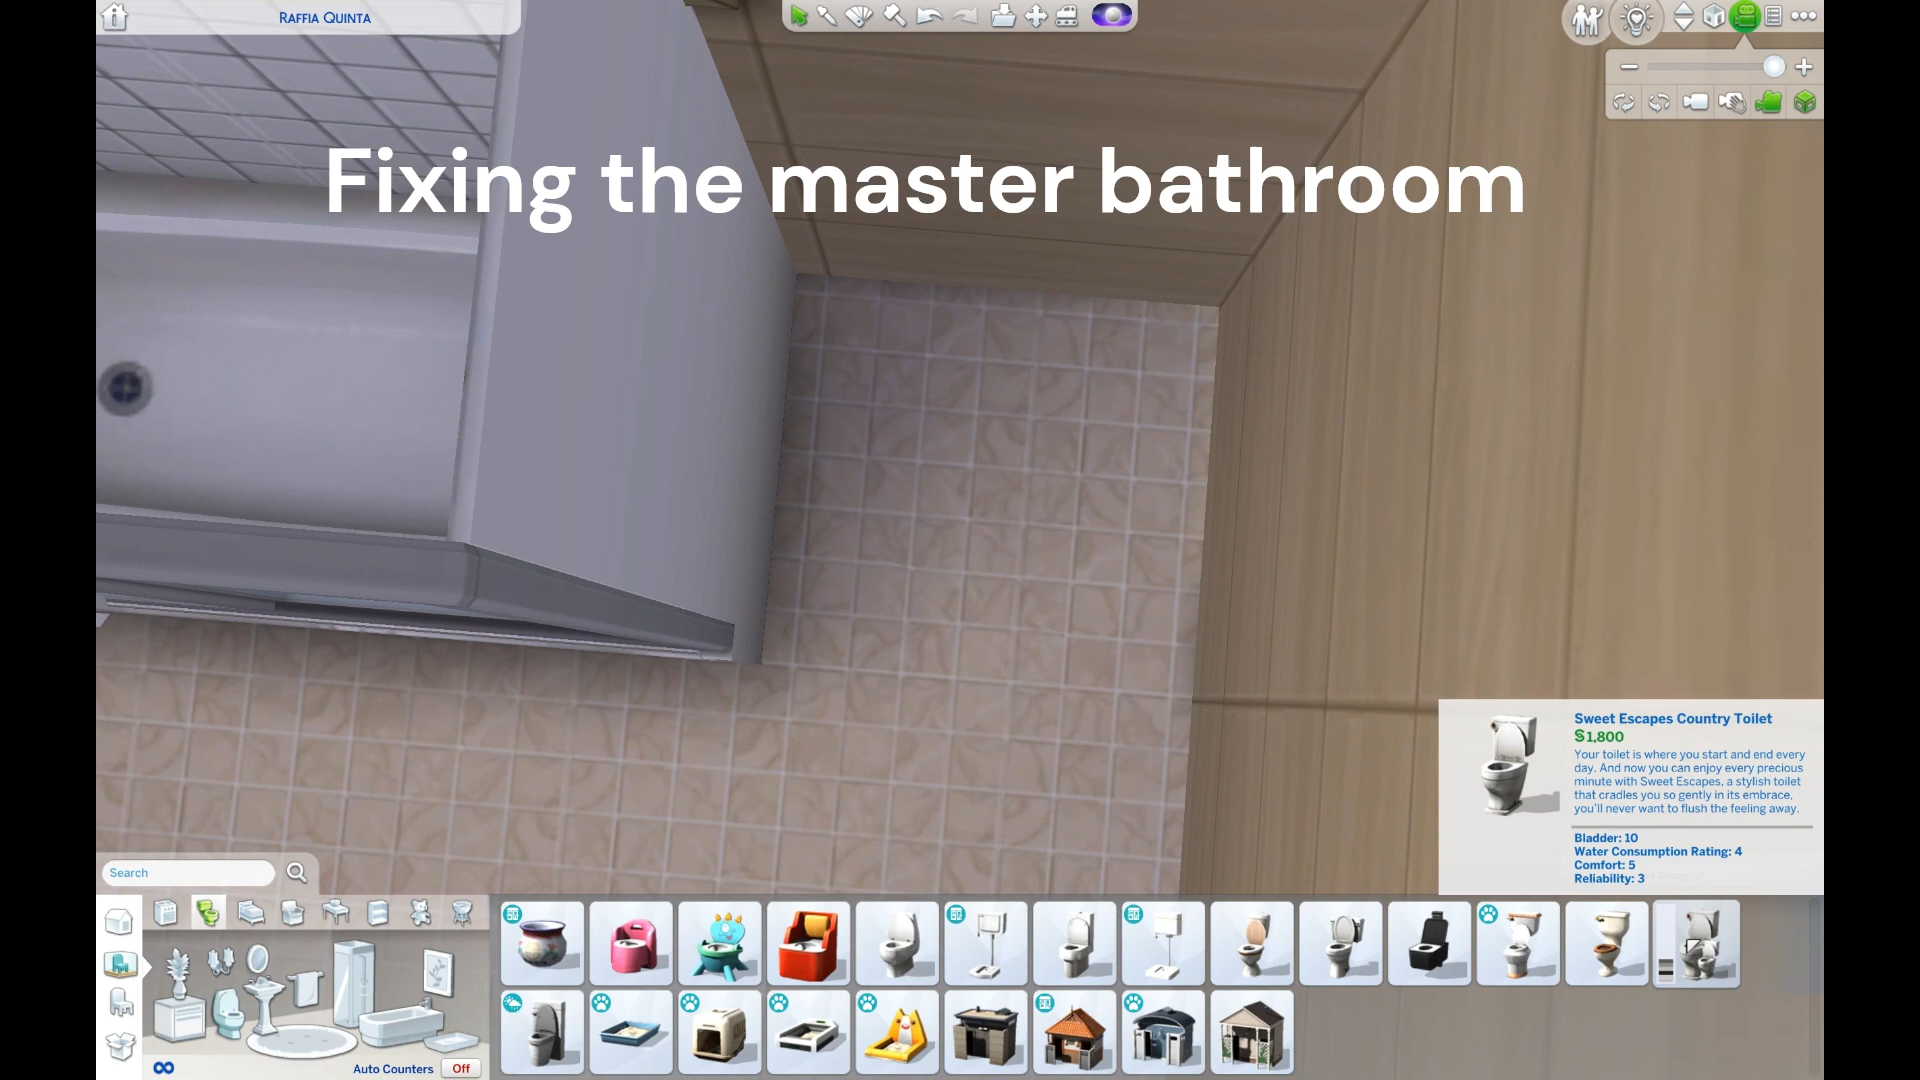 RAFFIA QUINTA
Fixing the master bathroom
Sweet Escapes Country Toilet
§1,800
Your toilet is where you start and end every
day. And now you can enjoy every precious
minute with Sweet Escapes, a stylish toilet
that cradles you so gently in its embrace,
you'll never want to flush the feeling away.
Bladder: 10
Water Consumption Rating: 4
Comfort: 5
Reliability: 3
Search
Auto Counters Off